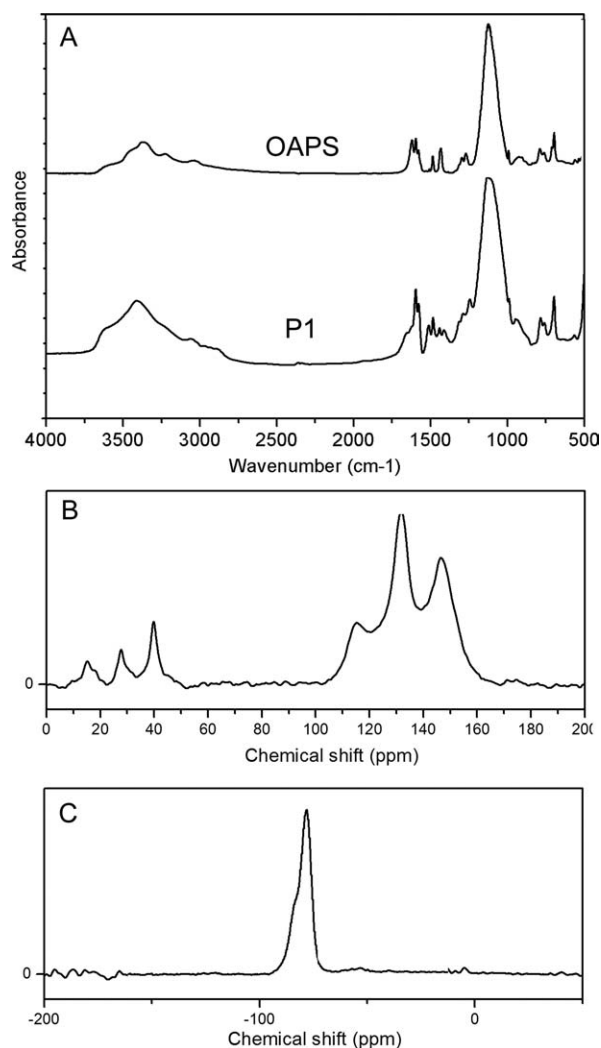 A
OAPS
P1
Absorbance
4000 3500 3000 2500 2000 1500 1000 500
Wavenumber (cm-1)
B
0
0 20 40 60 80 100 120 140 160 180 200
Chemical shift (ppm)
C
0
-200 -100 0
Chemical shift (ppm)